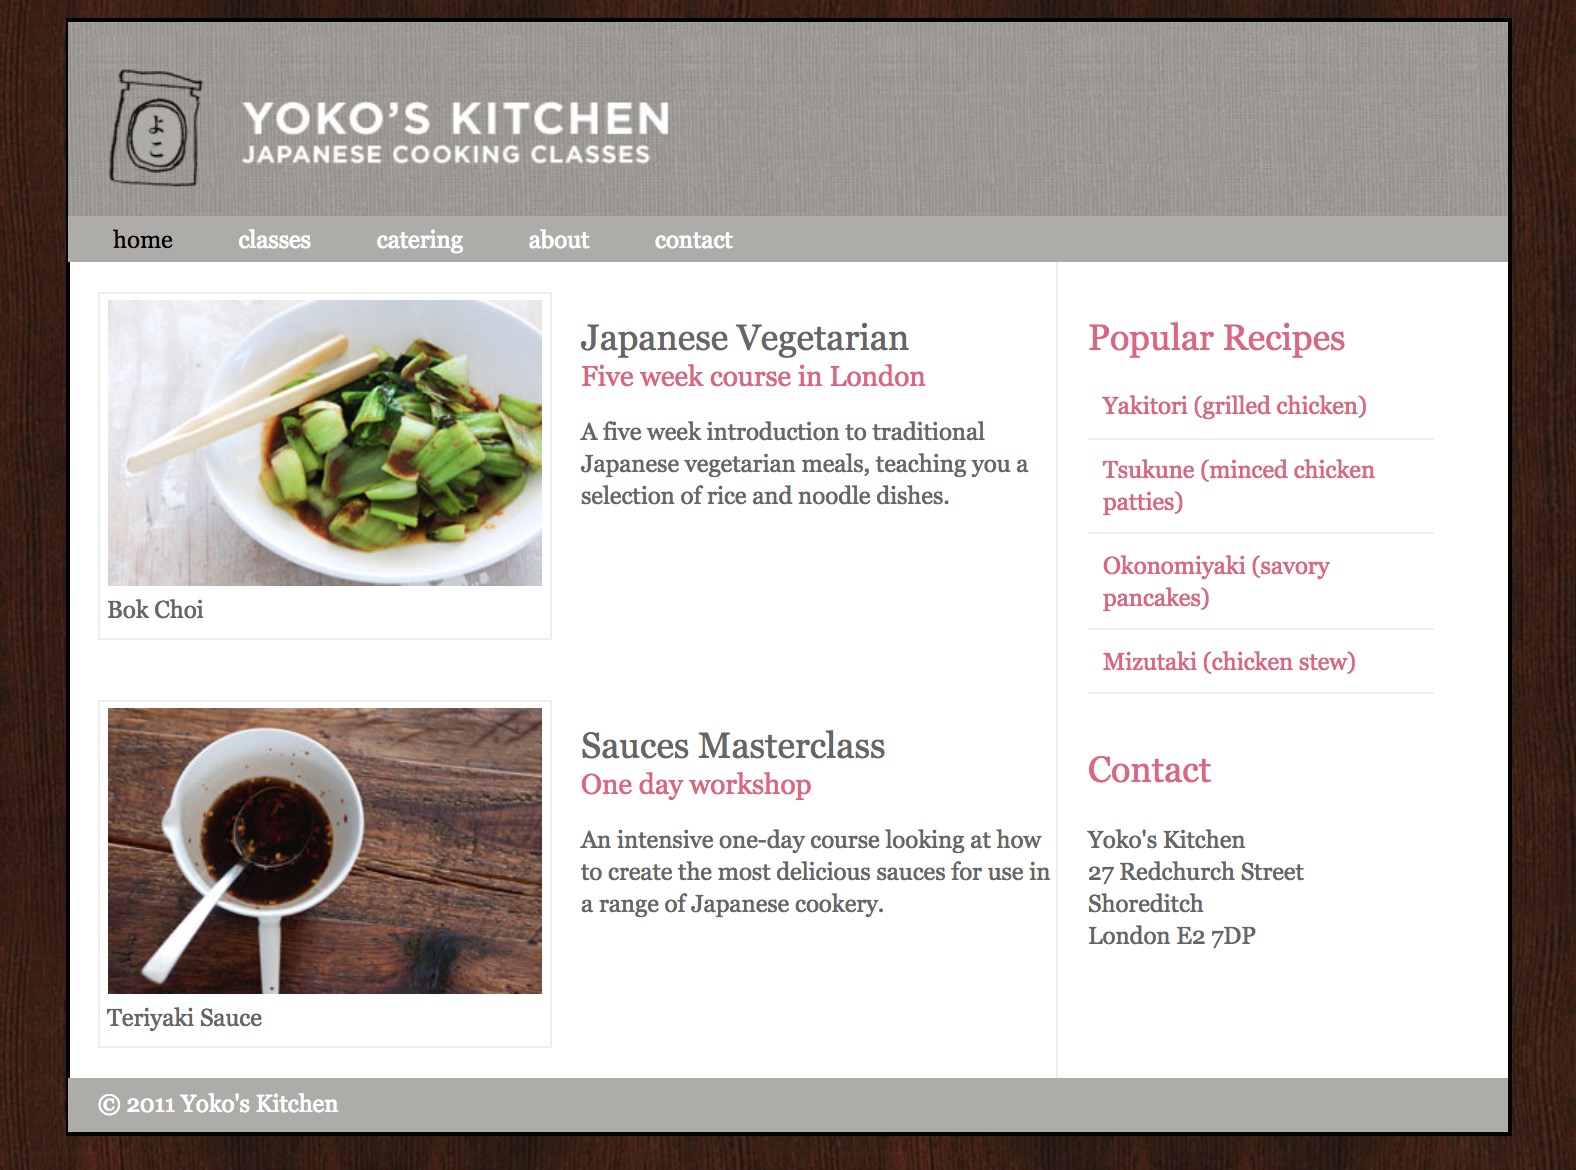 よこ
YOKO'S KITCHEN
JAPANESE COOKING CLASSES
home classes catering about contact
Japanese Vegetarian
Five week course in London
A five week introduction to traditional
Japanese vegetarian meals, teaching you a
selection of rice and noodle dishes.
Bok Choi
Sauces Masterclass
One day workshop
An intensive one-day course looking at how
to create the most delicious sauces for use in
a range of Japanese cookery.
Teriyaki Sauce
Popular Recipes
Yakitori (grilled chicken)
Tsukune (minced chicken
patties)
Okonomiyaki (savory
pancakes)
Mizutaki (chicken stew)
Contact
Yoko's Kitchen
27 Redchurch Street
Shoreditch
London E2 7DP
© 2011 Yoko's Kitchen